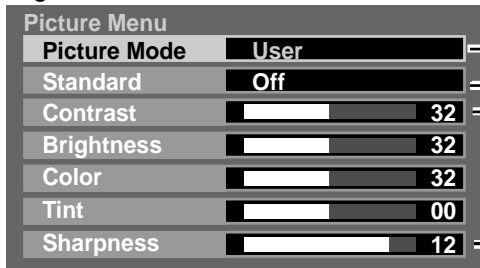 Picture Menu
Picture Mode User
Standard Off
Contrast 32
Brightness 32
Color 32
Tint 00
Sharpness 12